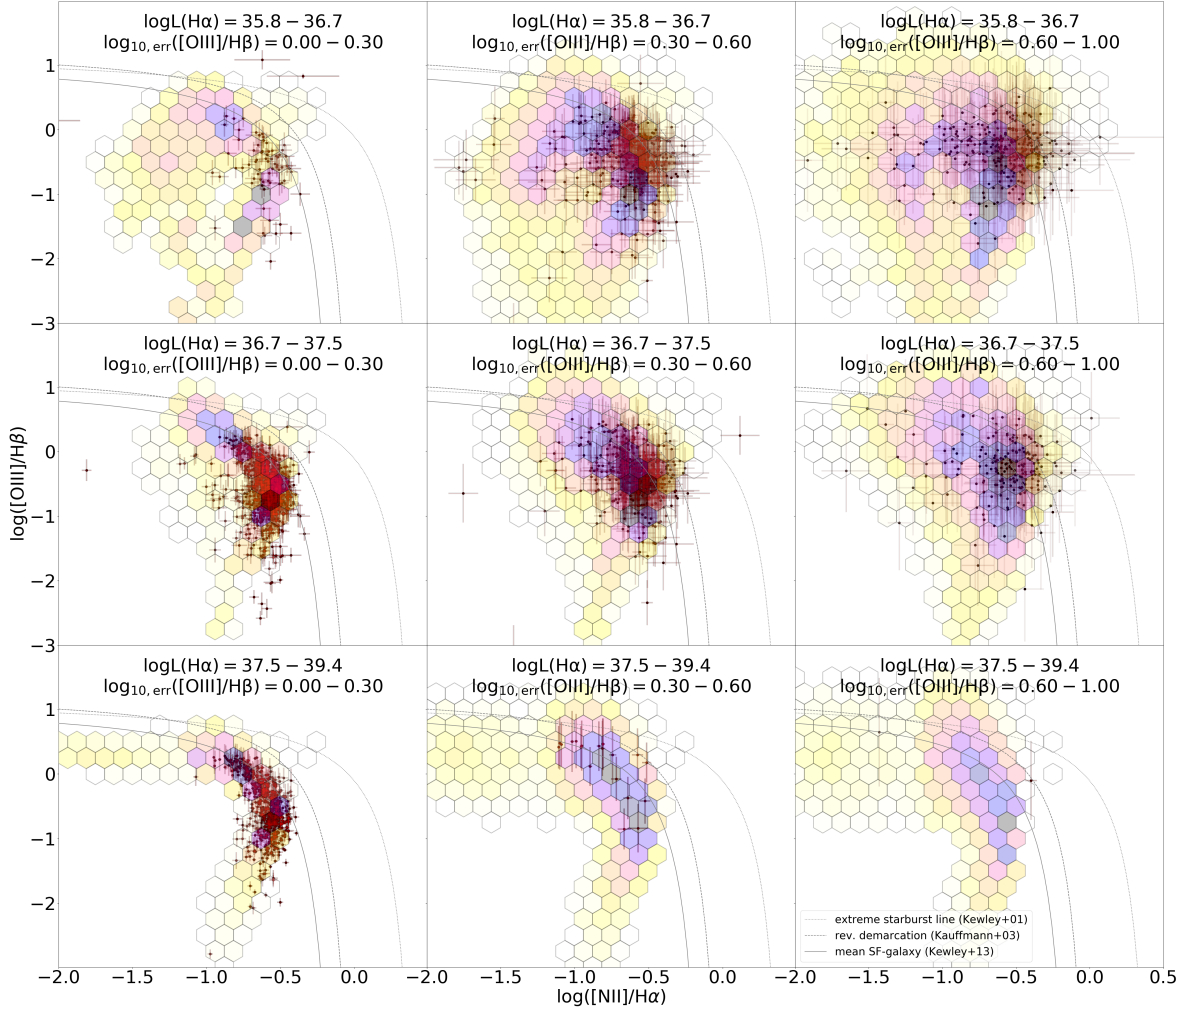 logL(Hα) = 35.8 − 36.7
log10, err([OIII]/Hβ) = 0.00 − 0.30
logL(Hα) = 35.8 − 36.7
log10, err([OIII]/Hβ) = 0.30 − 0.60
logL(Hα) = 35.8 − 36.7
log10, err([OIII]/Hβ) = 0.60 − 1.00
1
0
−1
−2
−3
logL(Hα) = 36.7 − 37.5
log10, err([OIII]/Hβ) = 0.00 − 0.30
logL(Hα) = 36.7 − 37.5
log10, err([OIII]/Hβ) = 0.30 − 0.60
logL(Hα) = 36.7 − 37.5
log10, err([OIII]/Hβ) = 0.60 − 1.00
1
0
−1
−2
−3
log([OIII]/Hβ)
logL(Hα) = 37.5 − 39.4
log10, err([OIII]/Hβ) = 0.00 − 0.30
logL(Hα) = 37.5 − 39.4
log10, err([OIII]/Hβ) = 0.30 − 0.60
logL(Hα) = 37.5 − 39.4
log10, err([OIII]/Hβ) = 0.60 − 1.00
1
0
−1
−2
extreme starburst line (Kewley+01)
rev. demarcation (Kauffmann+03)
mean SF-galaxy (Kewley+13)
−2.0 −1.0 −0.5 0.0 −2.0 −1.0 −0.5 0.0 −2.0 −1.0 −0.5 0.0 0.5
log([NII]/Hα)